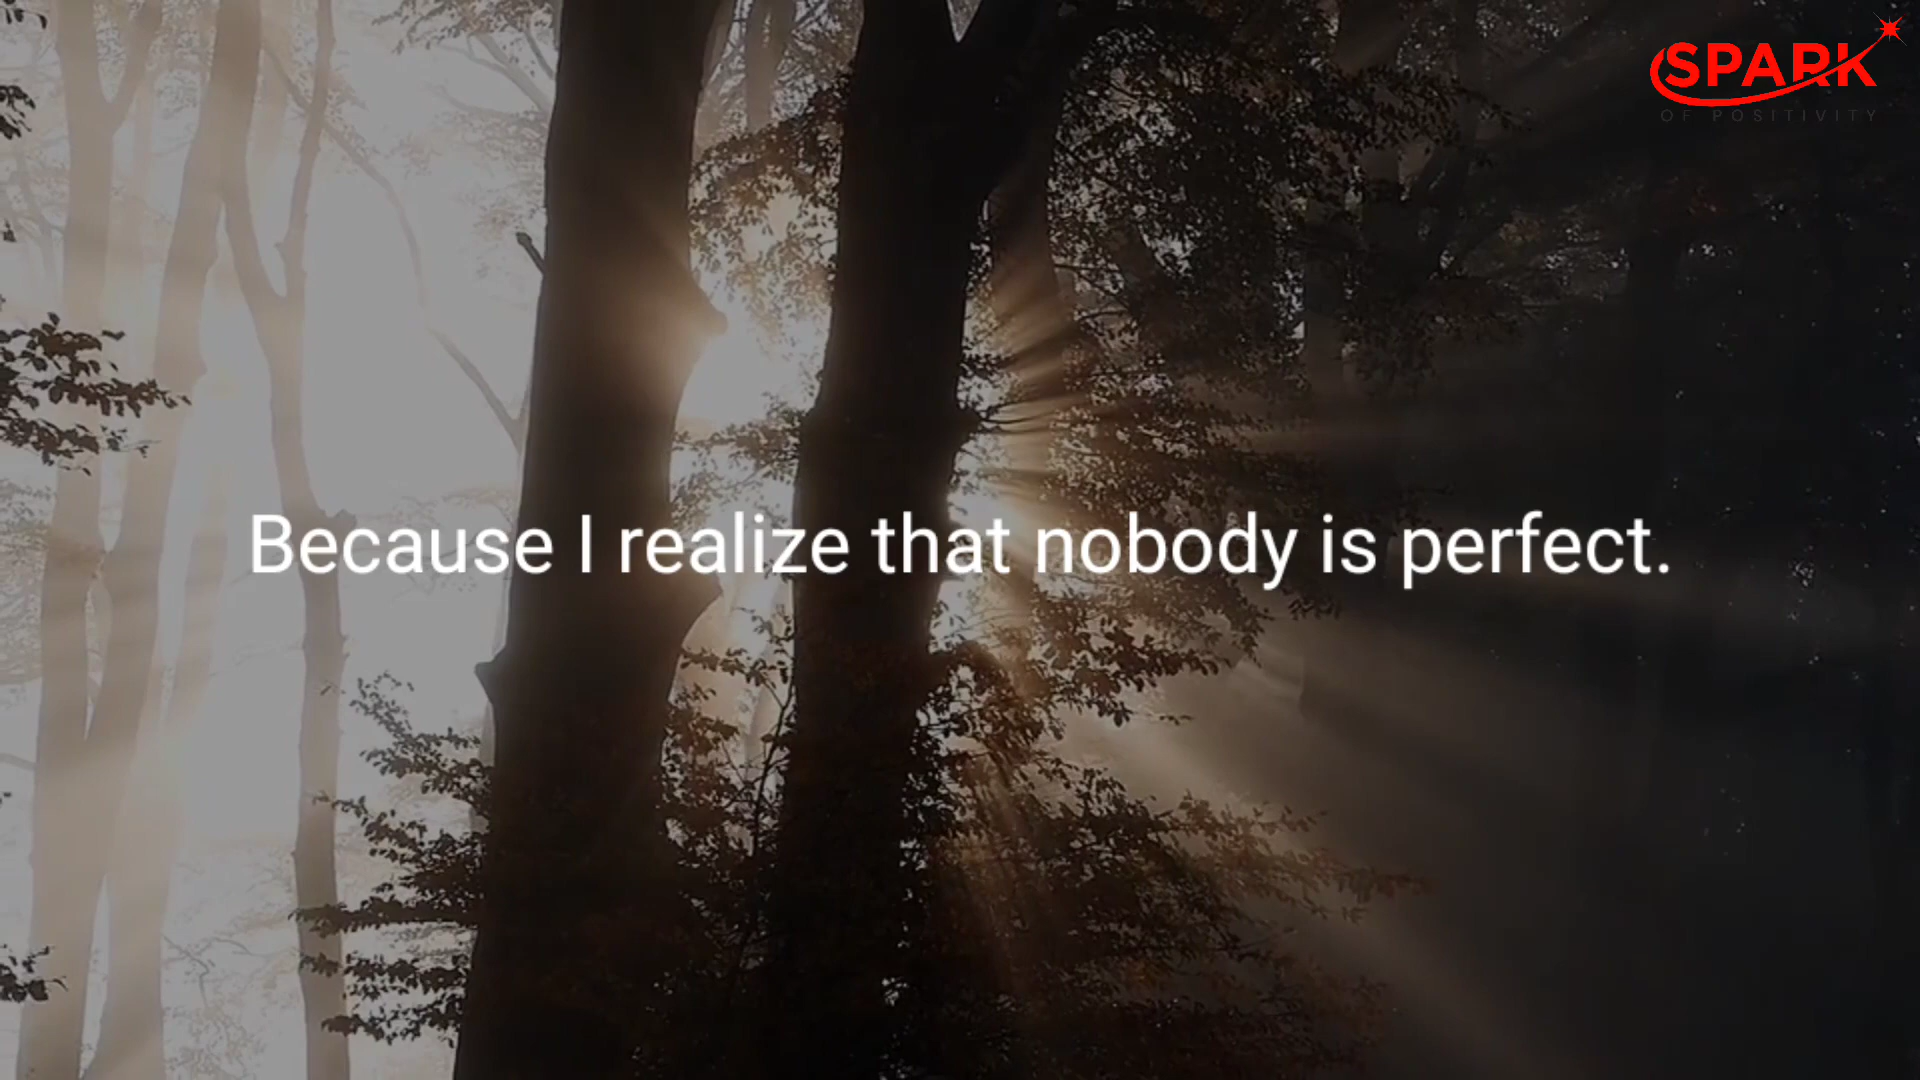 SPARK
OF POSITIVITY
Because I realize that nobody is perfect.